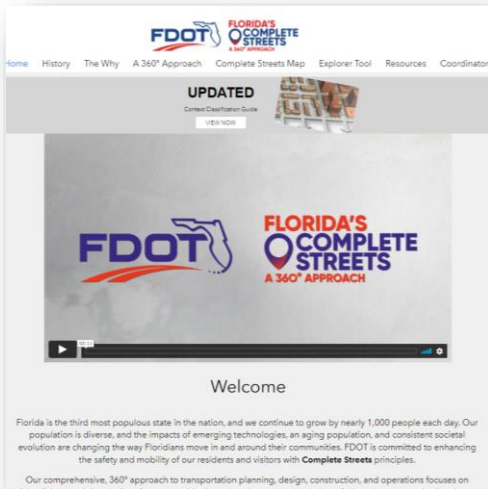 FDOT FLORIDA'S
COMPLETE
STREETS
A 360° APPROACH
Home History The Why A 360° Approach Complete Streets Map Explorer Tool Resources Coordinator
UPDATED
Context Classification Guide
VIEW NOW
FDOT FLORIDA'S
COMPLETE
STREETS
A 360° APPROACH
Welcome
Florida is the third most populous state in the nation, and we continue to grow by nearly 1,000 people each day. Our
population is diverse, and the impacts of emerging technologies, an aging population, and consistent societal
evolution are changing the way Floridians move in and around their communities. FDOT is committed to enhancing
the safety and mobility of our residents and visitors with Complete Streets principles.
Our comprehensive, 360° approach to transportation planning, design, construction, and operations focuses on